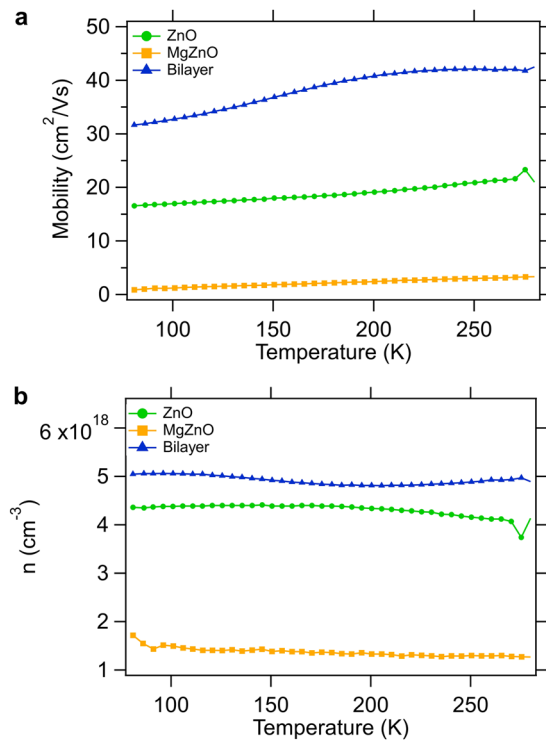 a
50
40
30
20
10
0
Mobility (cm²/Vs)
ZnO
MgZnO
Bilayer
100 150 200 250
Temperature (K)
b
6 x10¹⁸
5
4
3
2
1
n (cm⁻³)
ZnO
MgZnO
Bilayer
100 150 200 250
Temperature (K)